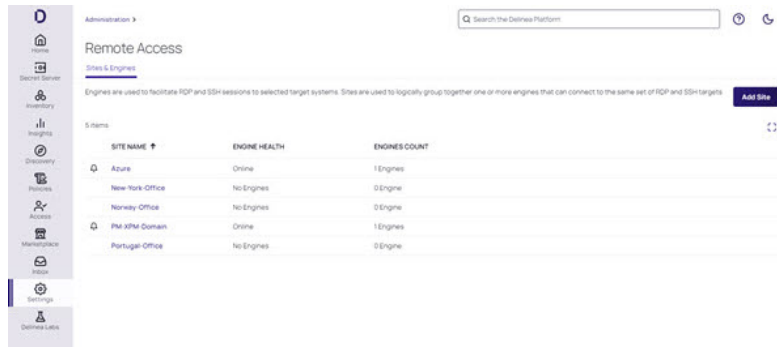 Administration >
Search the Delinea Platform
Home
Secret Server
Inventory
Insights
Discovery
Policies
Access
Marketplace
Inbox
Settings
Delinea Labs
Remote Access
Sites & Engines
Engines are used to facilitate RDP and SSH sessions to selected target systems. Sites are used to logically group together one or more engines that can connect to the same set of RDP and SSH targets
Add Site
5 items
SITE NAME ↑ ENGINE HEALTH ENGINES COUNT
Azure Online 1 Engines
New-York-Office No Engines 0 Engine
Norway-Office No Engines 0 Engine
PM-XPM-Domain Online 1 Engines
Portugal-Office No Engines 0 Engine